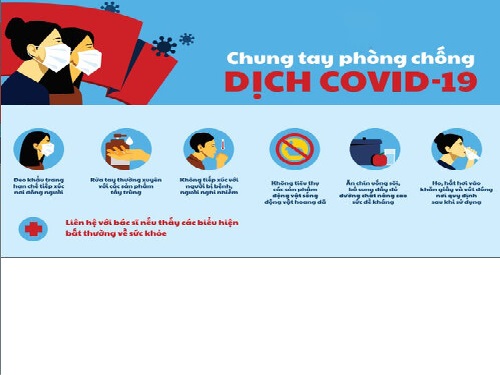 Chung tay phòng chống
DỊCH COVID-19
Đeo khẩu trang
hạn chế tiếp xúc
nơi đông người
Rửa tay thường xuyên
với các sản phẩm
tẩy trùng
Không tiếp xúc với
người bị bệnh,
người nghi nhiễm
Không tiêu thụ
các sản phẩm
động vật sống
động vật hoang dã
Ăn chín uống sôi,
bổ sung đầy đủ
dưỡng chất nâng cao
sức đề kháng
Ho, hắt hơi vào
khăn giấy và vứt đúng
nơi quy định
sau khi sử dụng
Liên hệ với bác sĩ nếu thấy các biểu hiện
bất thường về sức khỏe